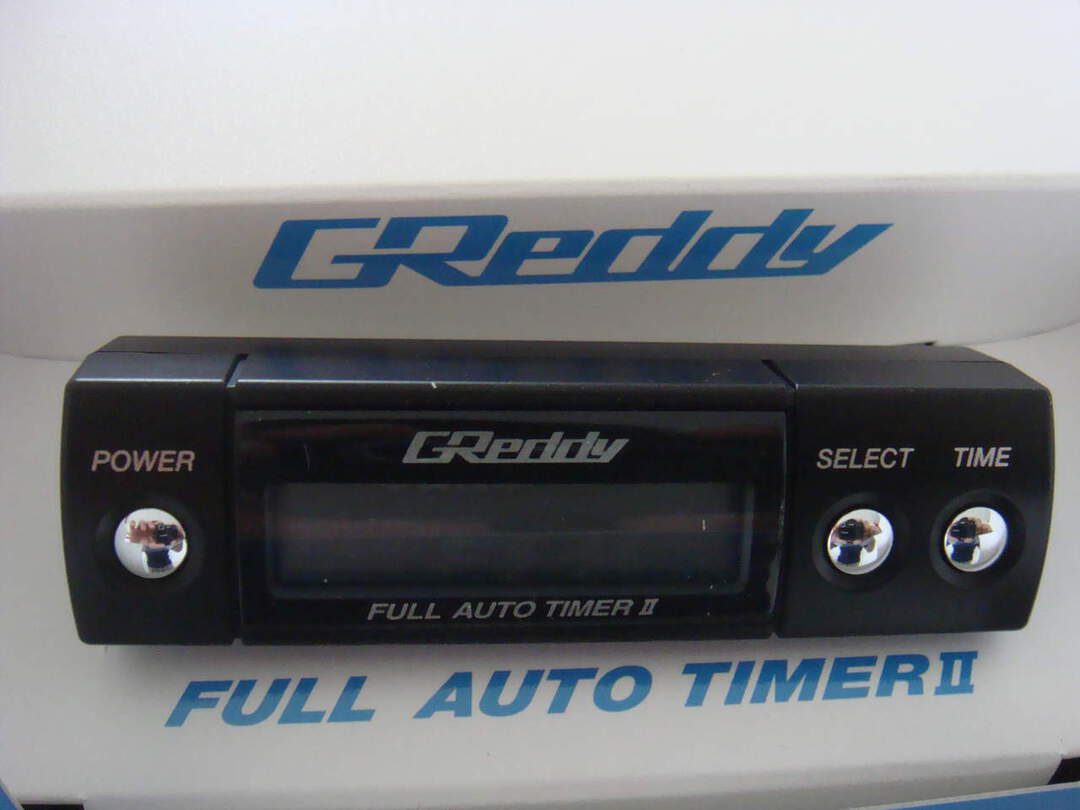 GReddy
POWER
GReddy
SELECT
TIME
FULL AUTO TIMER II
FULL AUTO TIMER II